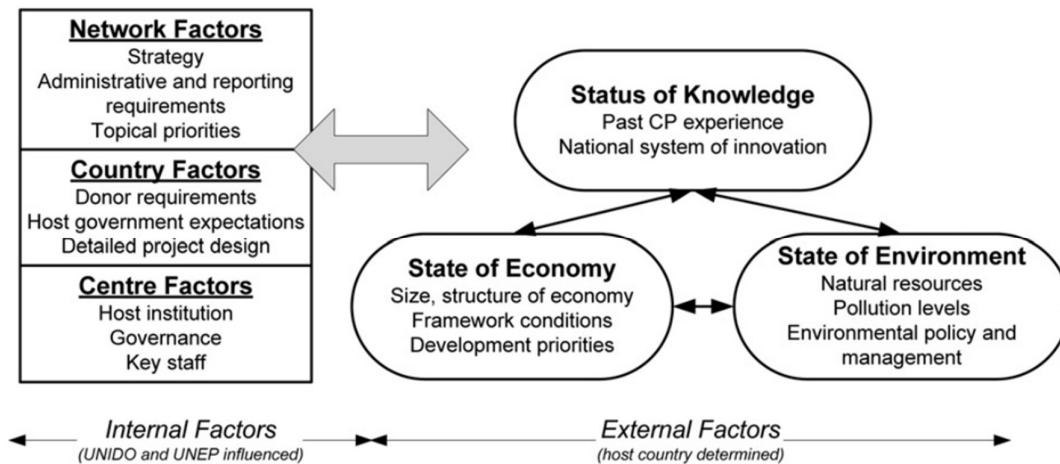 Network Factors
Strategy
Administrative and reporting
requirements
Topical priorities
Country Factors
Donor requirements
Host government expectations
Detailed project design
Centre Factors
Host institution
Governance
Key staff
Status of Knowledge
Past CP experience
National system of innovation
State of Economy
Size, structure of economy
Framework conditions
Development priorities
State of Environment
Natural resources
Pollution levels
Environmental policy and
management
Internal Factors
(UNIDO and UNEP influenced)
External Factors
(host country determined)